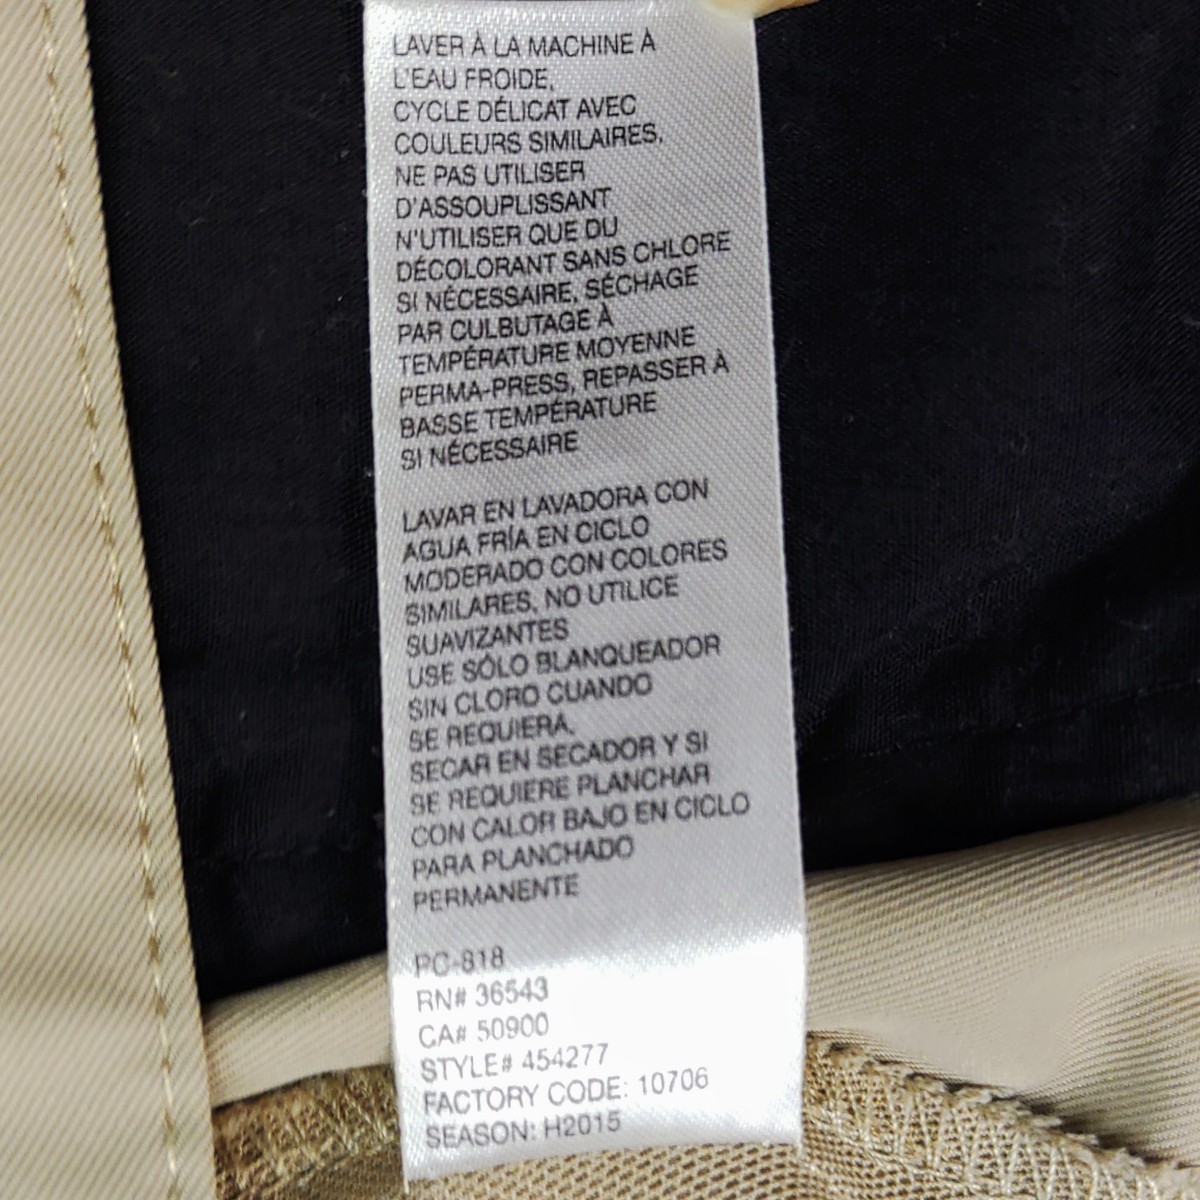 LAVER À LA MACHINE À
L'EAU FROIDE,
CYCLE DÉLICAT AVEC
COULEURS SIMILAIRES.
NE PAS UTILISER
D'ASSOUPLISSANT
N'UTILISER QUE DU
DÉCOLORANT SANS CHLORE
SI NÉCESSAIRE, SÉCHAGE
PAR CULBUTAGE À
TEMPÉRATURE MOYENNE
PERMA-PRESS, REPASSER À
BASSE TEMPÉRATURE
SI NÉCESSAIRE
LAVAR EN LAVADORA CON
AGUA FRÍA EN CICLO
MODERADO CON COLORES
SIMILARES, NO UTILICE
SUAVIZANTES
USE SÓLO BLANQUEADOR
SIN CLORO CUANDO
SE REQUIERA.
SECAR EN SECADOR Y SI
SE REQUIERE PLANCHAR
CON CALOR BAJO EN CICLO
PARA PLANCHADO
PERMANENTE
PC-818
RN# 36543
CA# 50900
STYLE# 454277
FACTORY CODE: 10706
SEASON: H2015